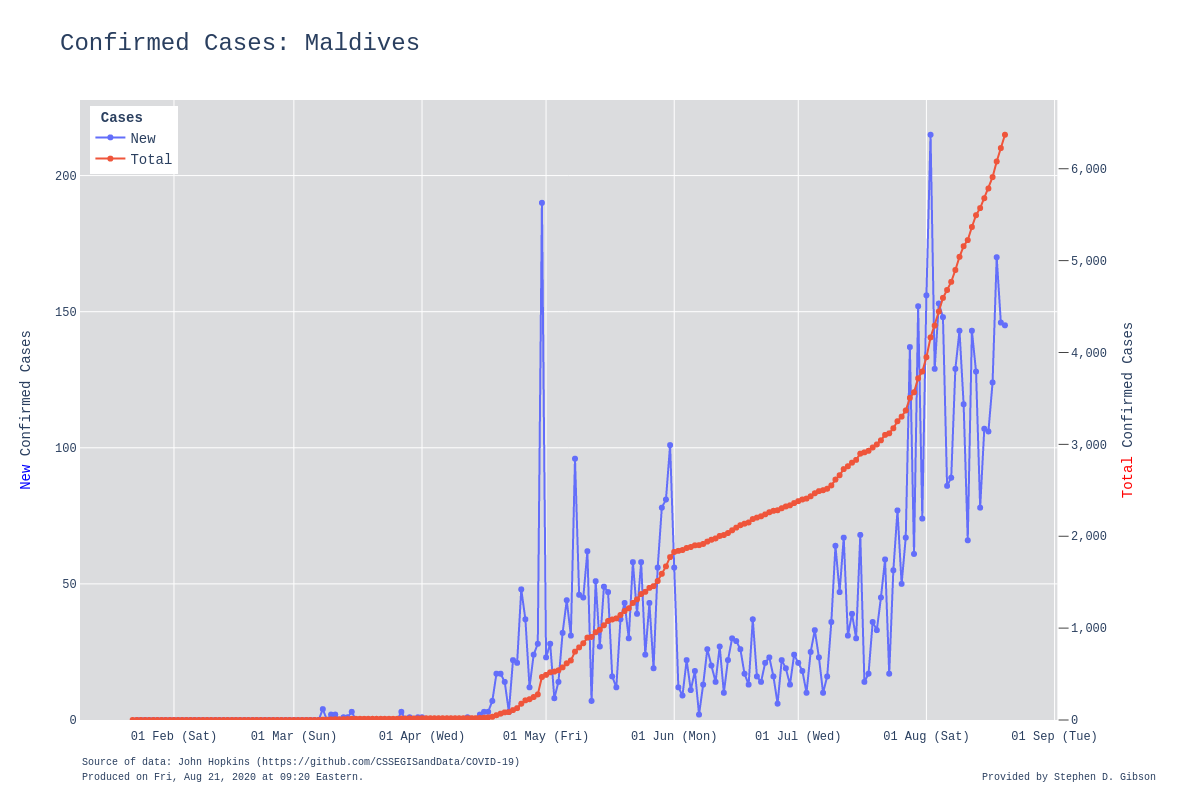 Confirmed Cases: Maldives
Cases
New
Total
200
150
100
50
0
6,000
5,000
4,000
3,000
2,000
1,000
0
New Confirmed Cases
Total Confirmed Cases
01 Feb (Sat) 01 Mar (Sun) 01 Apr (Wed) 01 May (Fri) 01 Jun (Mon) 01 Jul (Wed) 01 Aug (Sat) 01 Sep (Tue)
Source of data: John Hopkins (https://github.com/CSSEGISandData/COVID-19)
Produced on Fri, Aug 21, 2020 at 09:20 Eastern.
Provided by Stephen D. Gibson